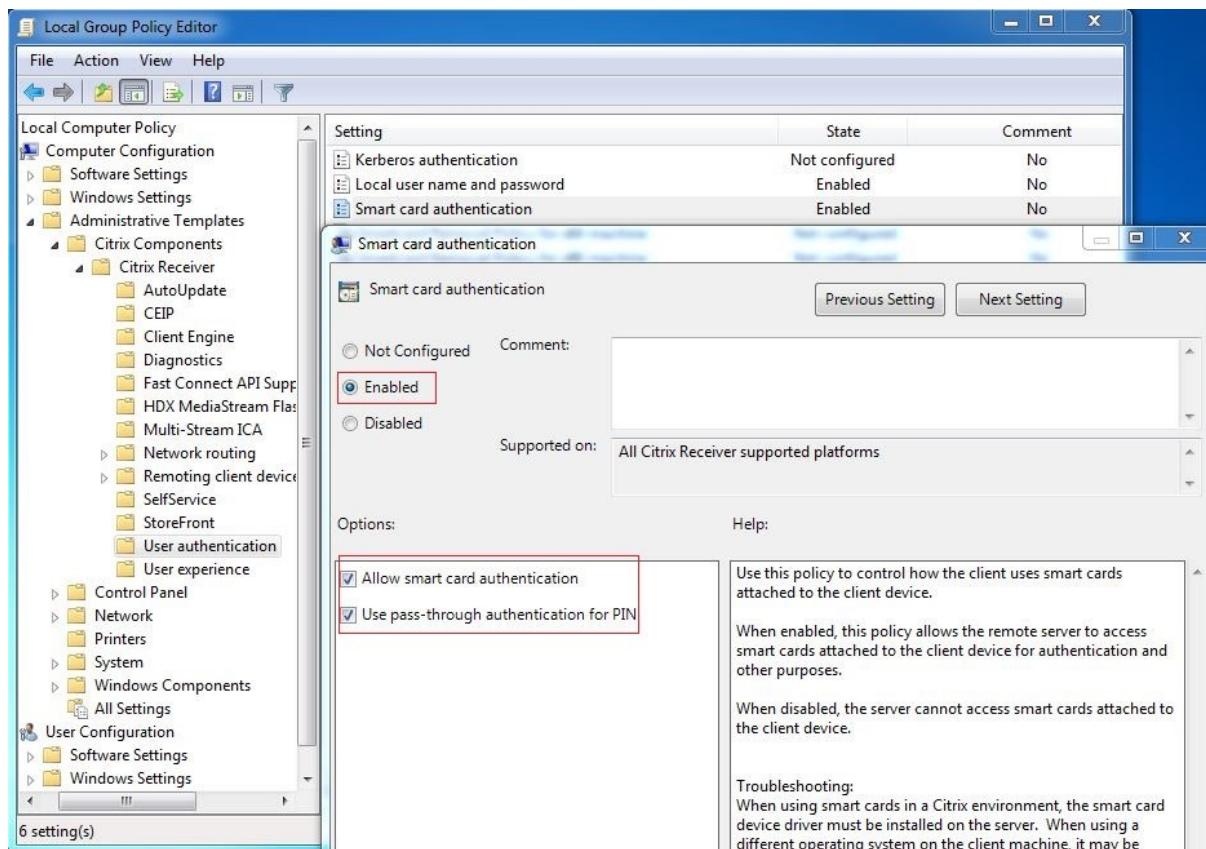 Local Group Policy Editor
File Action View Help
Local Computer Policy
Computer Configuration
Software Settings
Windows Settings
Administrative Templates
Citrix Components
Citrix Receiver
AutoUpdate
CEIP
Client Engine
Diagnostics
Fast Connect API Supp
HDX MediaStream Flas
Multi-Stream ICA
Network routing
Remoting client device
SelfService
StoreFront
User authentication
User experience
Control Panel
Network
Printers
System
Windows Components
All Settings
User Configuration
Software Settings
Windows Settings
6 setting(s)
Setting State Comment
Kerberos authentication Not configured No
Local user name and password Enabled No
Smart card authentication Enabled No
Smart card authentication
Smart card authentication
Previous Setting Next Setting
Not Configured
Enabled
Disabled
Comment:
Supported on: All Citrix Receiver supported platforms
Options:
Allow smart card authentication
Use pass-through authentication for PIN
Help:
Use this policy to control how the client uses smart cards
attached to the client device.
When enabled, this policy allows the remote server to access
smart cards attached to the client device for authentication and
other purposes.
When disabled, the server cannot access smart cards attached to
the client device.
Troubleshooting:
When using smart cards in a Citrix environment, the smart card
device driver must be installed on the server. When using a
different operating system on the client machine, it may be